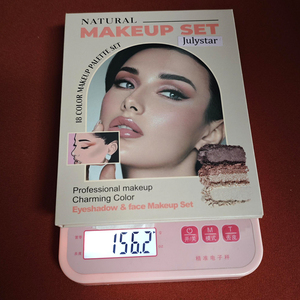 NATURAL
MAKEUP SET
Julystar
18 COLOR MAKEUP PALETTE SET
Professional makeup
Charming Color
Eyeshadow & face Makeup Set
156.2
M
T